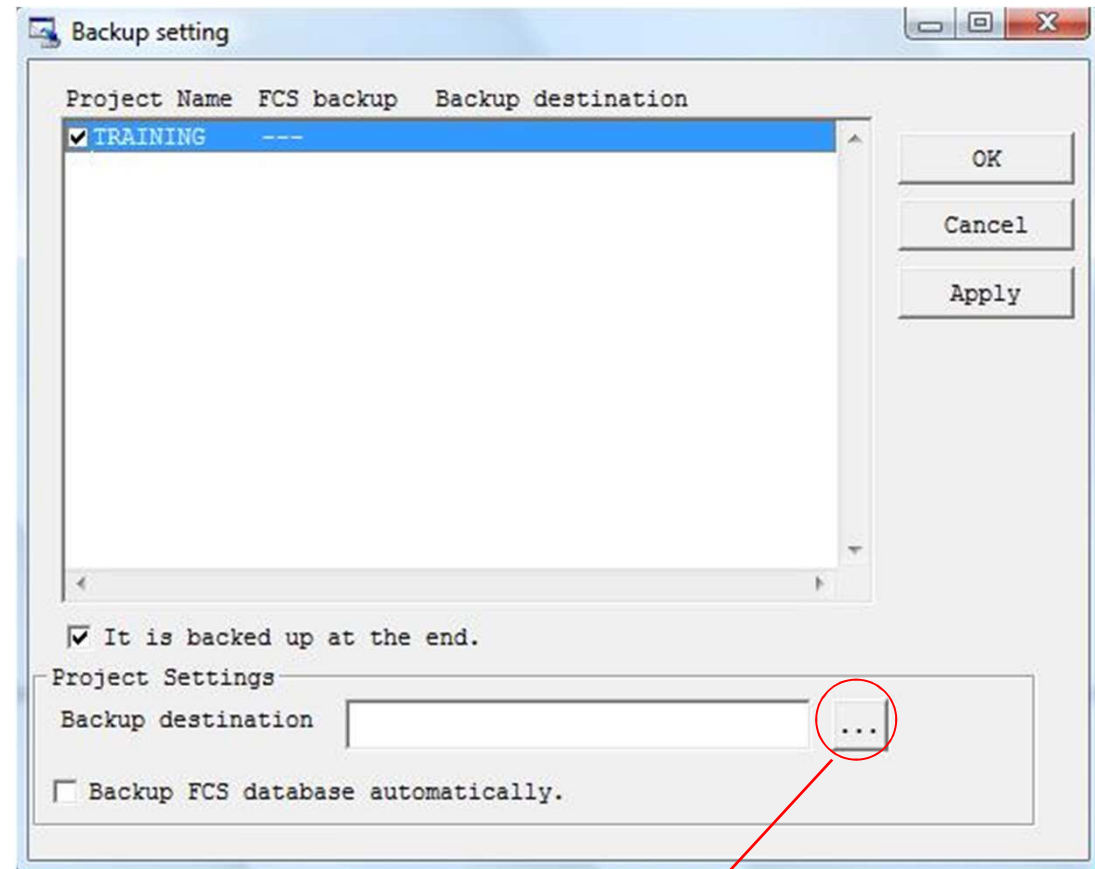 Backup setting
Project Name FCS backup Backup destination
TRAINING ---
OK
Cancel
Apply
It is backed up at the end.
Project Settings
Backup destination ...
Backup FCS database automatically.